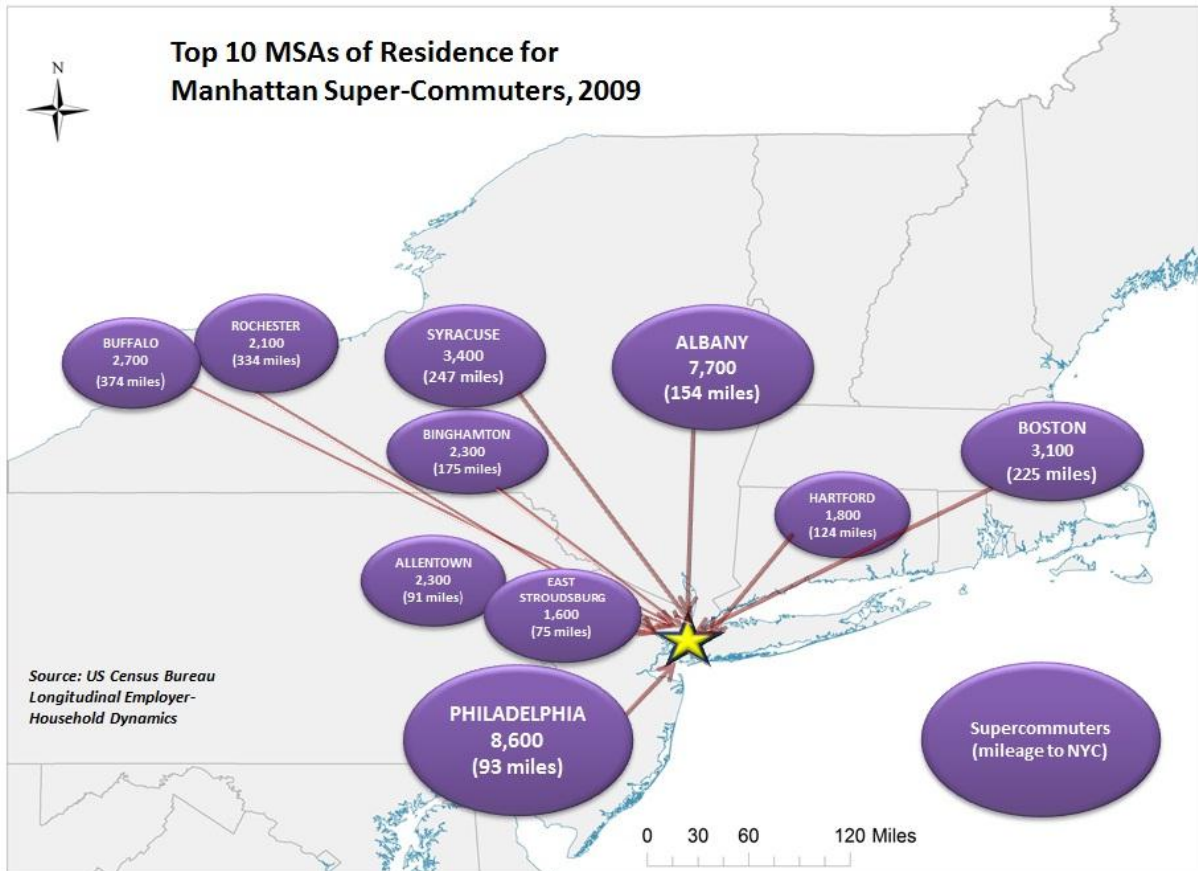 Top 10 MSAs of Residence for
Manhattan Super-Commuters, 2009
N
BUFFALO
2,700
(374 miles)
ROCHESTER
2,100
(334 miles)
SYRACUSE
3,400
(247 miles)
ALBANY
7,700
(154 miles)
BINGHAMTON
2,300
(175 miles)
BOSTON
3,100
(225 miles)
HARTFORD
1,800
(124 miles)
ALLENTOWN
2,300
(91 miles)
EAST
STROUDSBURG
1,600
(75 miles)
PHILADELPHIA
8,600
(93 miles)
Source: US Census Bureau
Longitudinal Employer-
Household Dynamics
Supercommuters
(mileage to NYC)
0 30 60 120 Miles